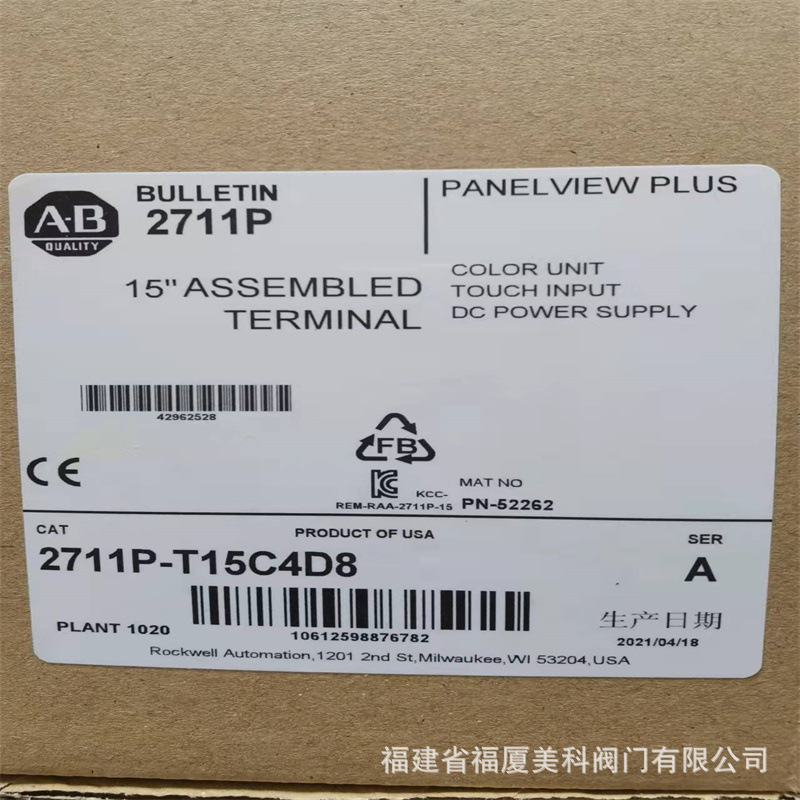 A-B
QUALITY
BULLETIN
2711P
PANELVIEW PLUS
15" ASSEMBLED
TERMINAL
COLOR UNIT
TOUCH INPUT
DC POWER SUPPLY
42962528
FB
CE
KCC-
REM-RAA-2711P-15
MAT NO
PN-52262
CAT
PRODUCT OF USA
SER
2711P-T15C4D8
A
PLANT 1020
10612598876782
生产日期
2021/04/18
Rockwell Automation,1201 2nd St,Milwaukee,WI 53204,USA
福建省福厦美科阀门有限公司